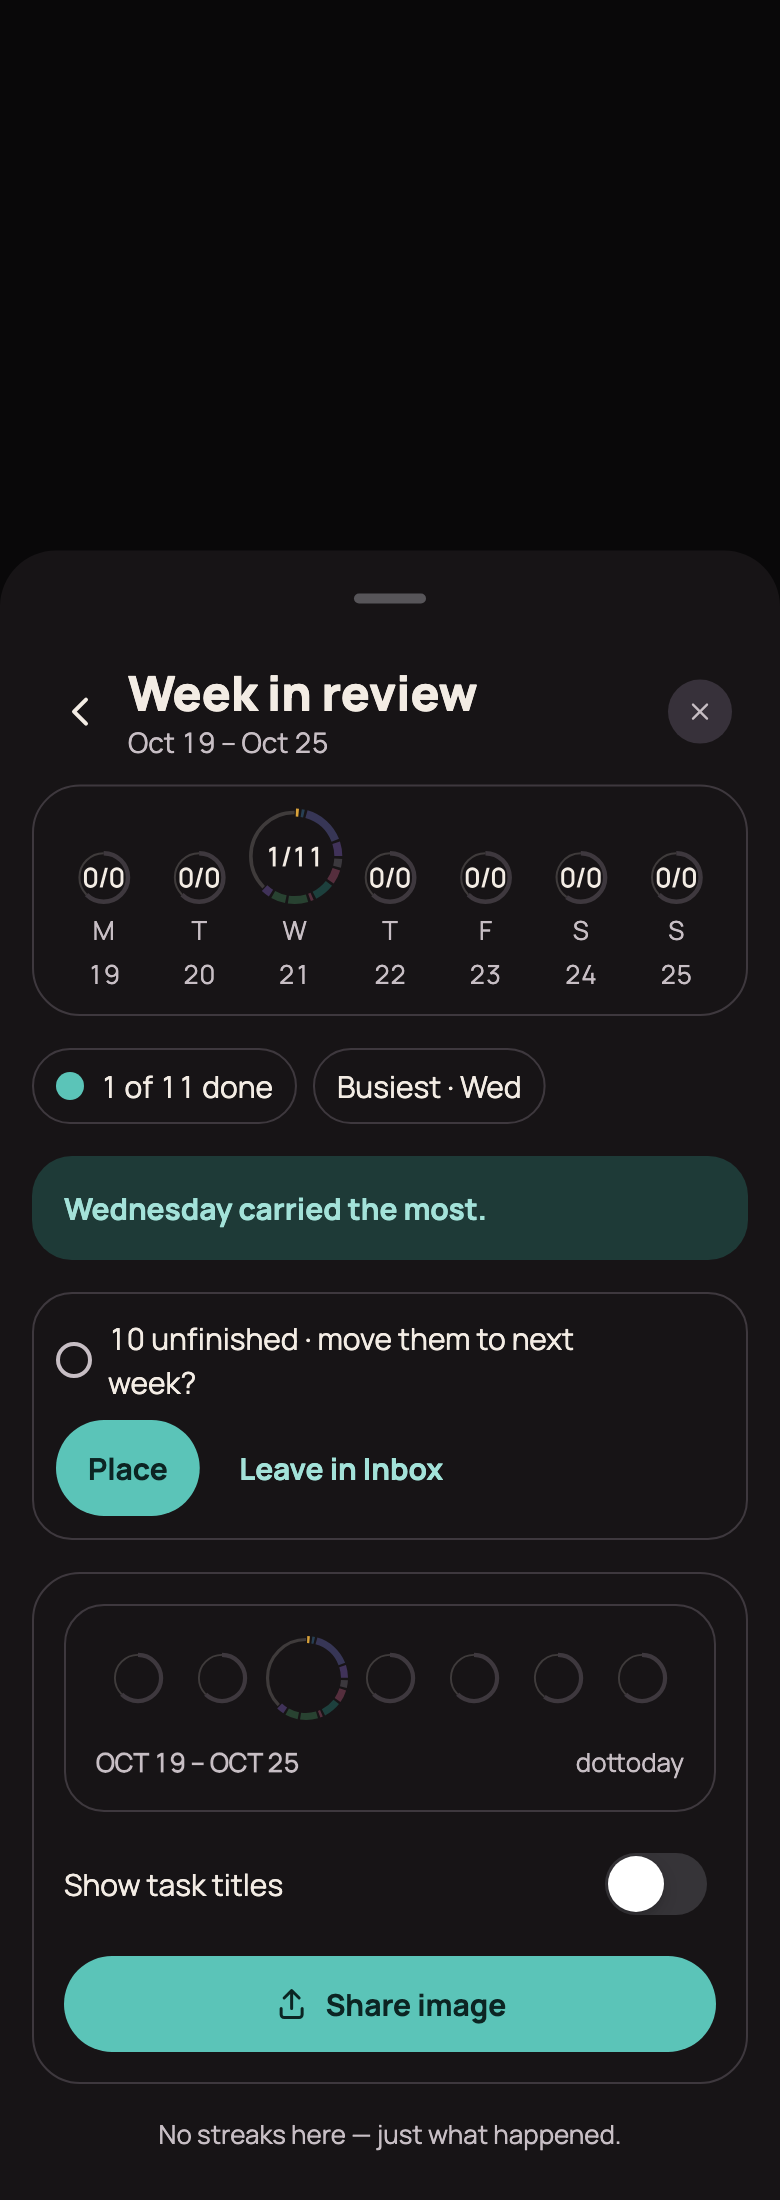 Week in review
Oct 19 – Oct 25
0/0 0/0 1/11 0/0 0/0 0/0 0/0
M T W T F S S
19 20 21 22 23 24 25
1 of 11 done
Busiest · Wed
Wednesday carried the most.
10 unfinished · move them to next
week?
Place
Leave in Inbox
OCT 19 – OCT 25
dottoday
Show task titles
Share image
No streaks here — just what happened.